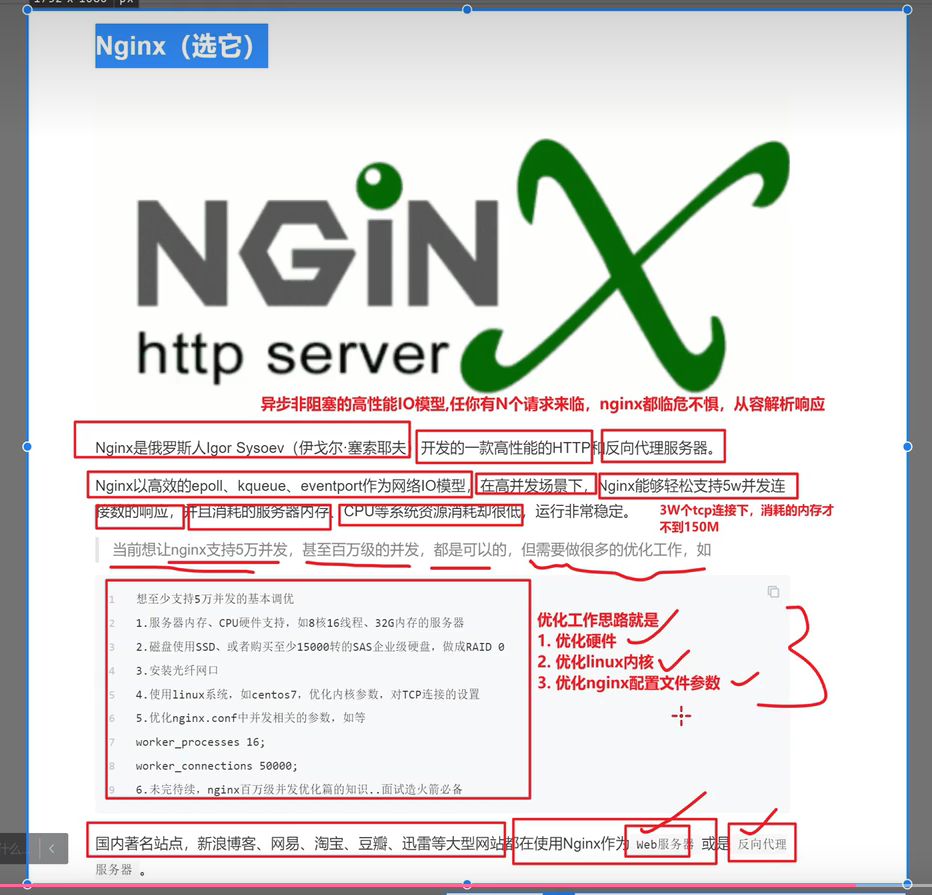 1792 x 1080 px
Nginx（选它）
NGiNX
http server
异步非阻塞的高性能IO模型,任你有N个请求来临，nginx都临危不惧，从容解析响应
Nginx是俄罗斯人Igor Sysoev（伊戈尔·塞索耶夫 开发的一款高性能的HTTP和反向代理服务器。
Nginx以高效的epoll、kqueue、eventport作为网络IO模型，在高并发场景下，Nginx能够轻松支持5w并发连
接数的响应，并且消耗的服务器内存、CPU等系统资源消耗却很低，运行非常稳定。
3W个tcp连接下，消耗的内存才
不到150M
当前想让nginx支持5万并发，甚至百万级的并发，都是可以的，但需要做很多的优化工作，如
1 想至少支持5万并发的基本调优
2 1.服务器内存、CPU硬件支持，如8核16线程、32G内存的服务器
3 2.磁盘使用SSD、或者购买至少15000转的SAS企业级硬盘，做成RAID 0
4 3.安装光纤网口
5 4.使用linux系统，如centos7，优化内核参数，对TCP连接的设置
6 5.优化nginx.conf中并发相关的参数，如等
7 worker_processes 16;
8 worker_connections 50000;
9 6.未完待续，nginx百万级并发优化篇的知识..面试造火箭必备
优化工作思路就是
1. 优化硬件
2. 优化linux内核
3. 优化nginx配置文件参数
国内著名站点，新浪博客、网易、淘宝、豆瓣、迅雷等大型网站都在使用Nginx作为 Web服务器 或是 反向代理
服务器 。
什么...